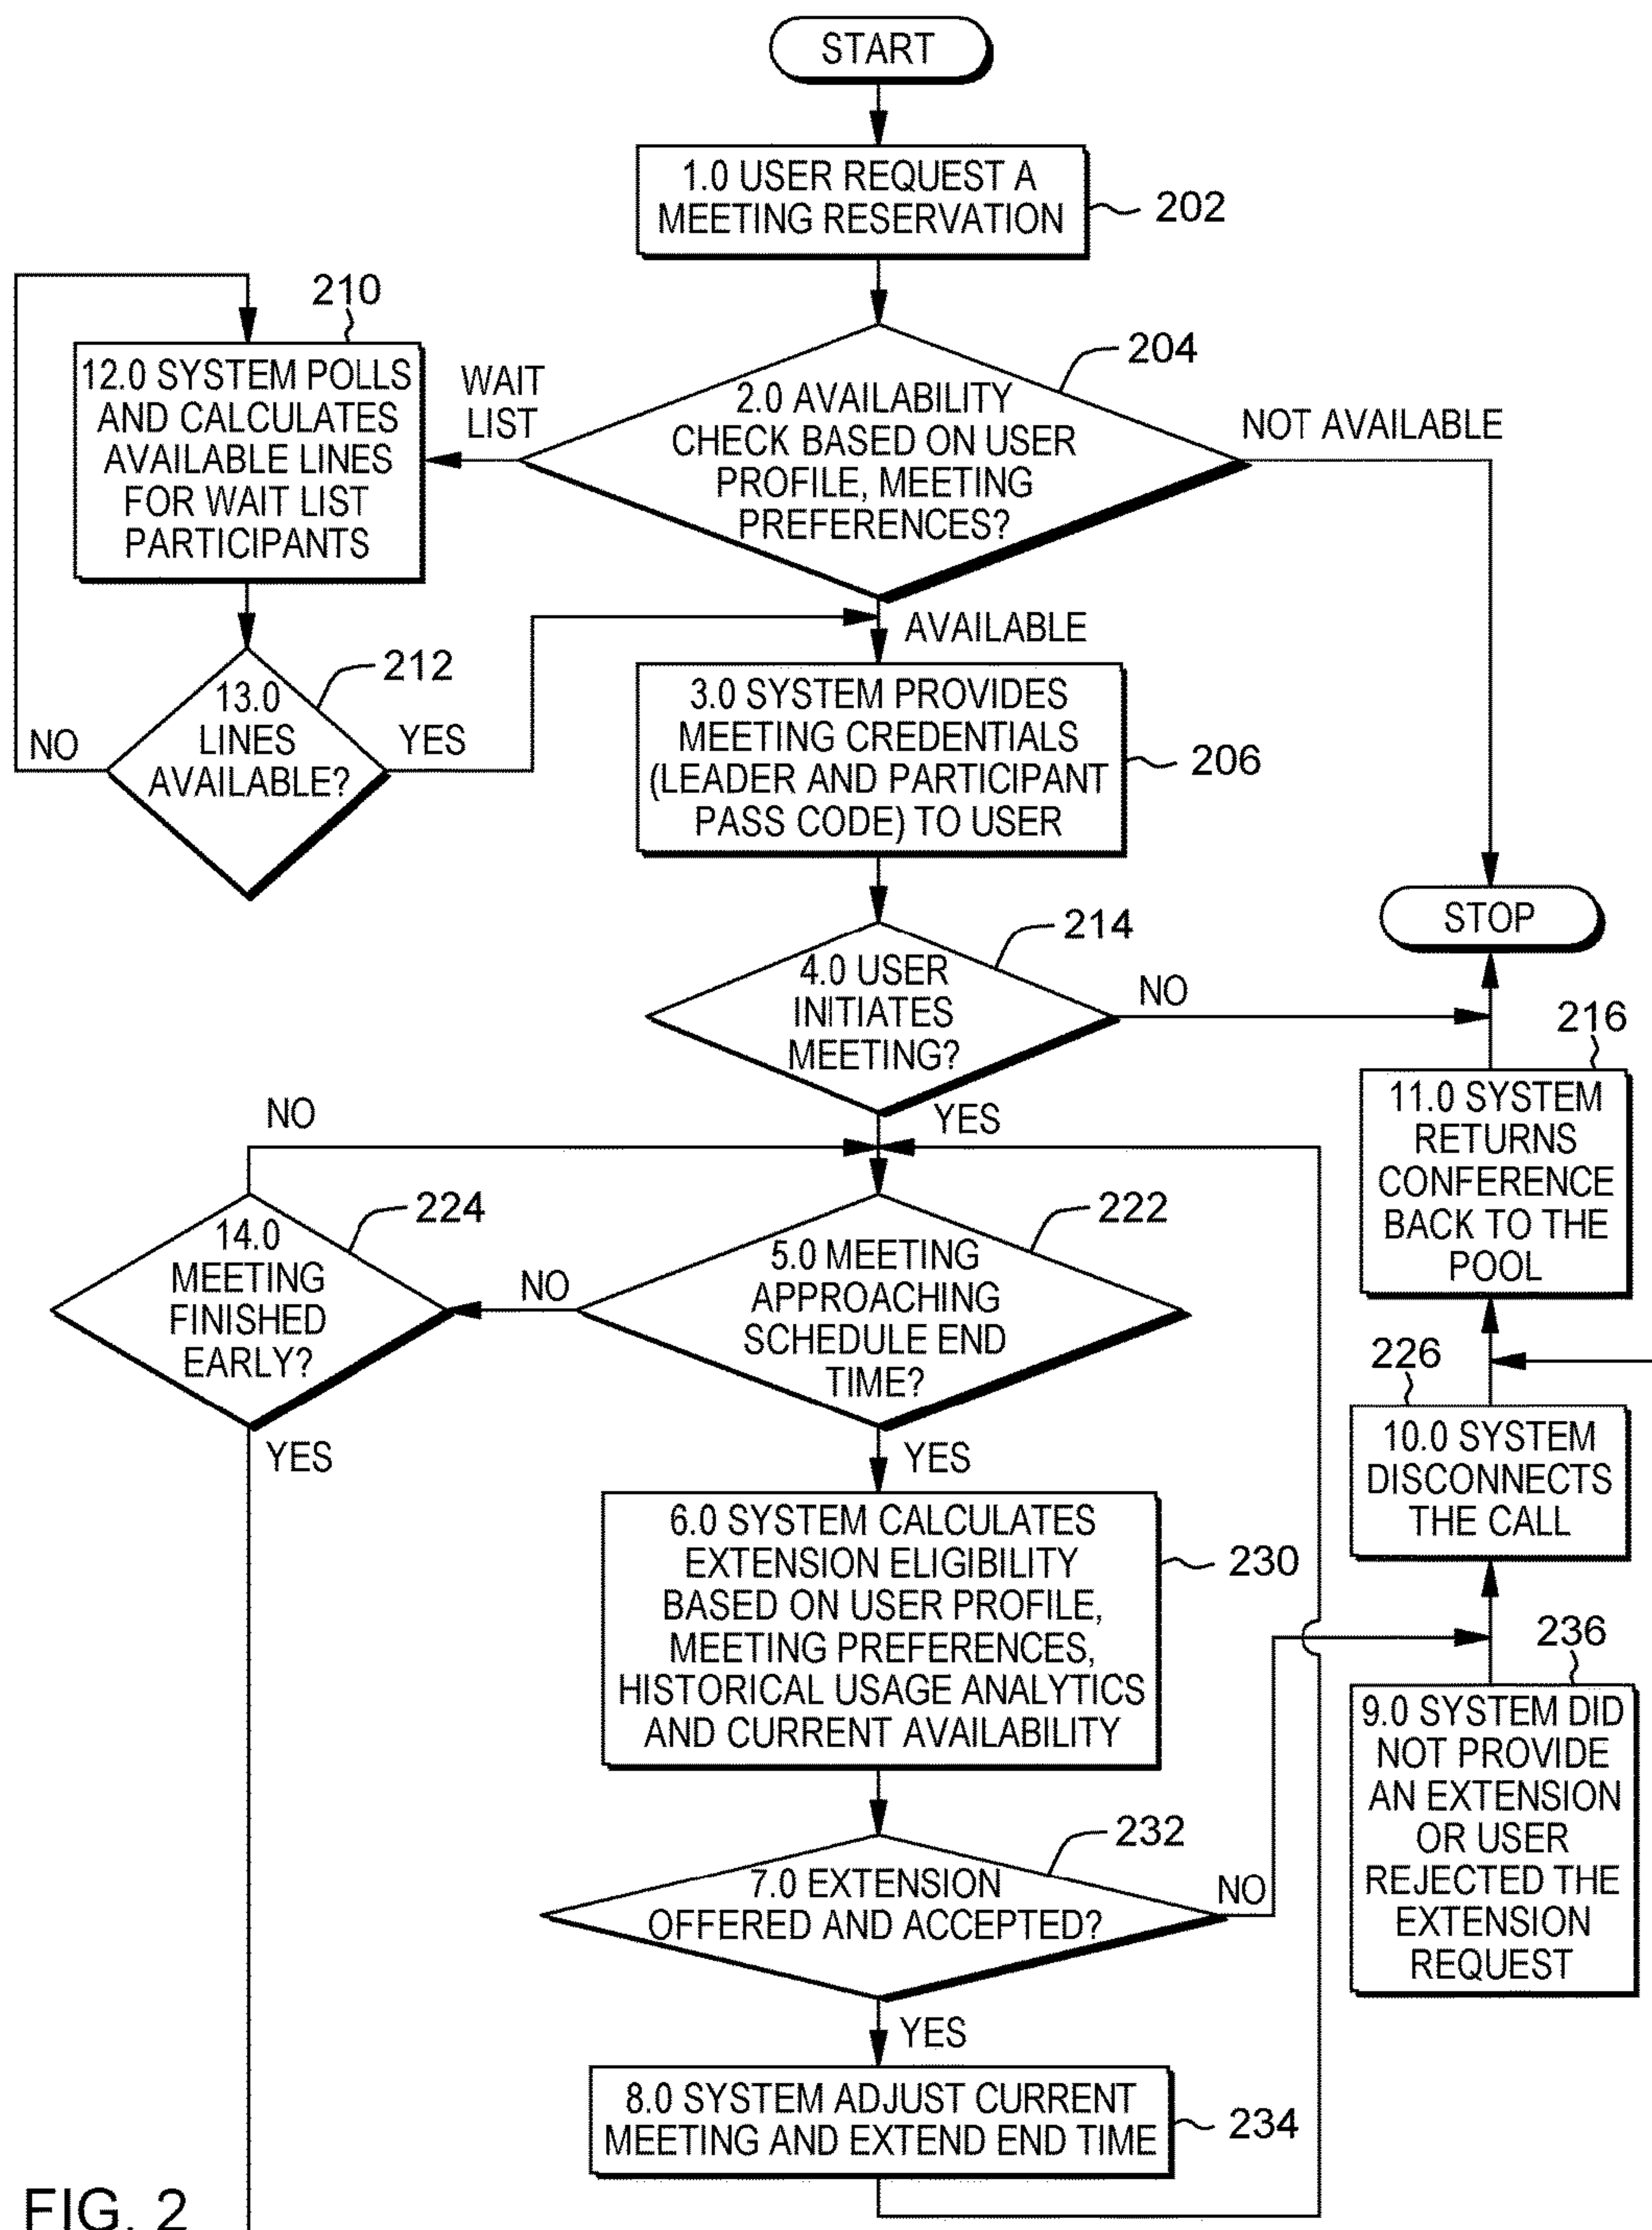 START
1.0 USER REQUEST A
MEETING RESERVATION
202
210
12.0 SYSTEM POLLS
AND CALCULATES
AVAILABLE LINES
FOR WAIT LIST
PARTICIPANTS
WAIT
LIST
204
2.0 AVAILABILITY
CHECK BASED ON USER
PROFILE, MEETING
PREFERENCES?
NOT AVAILABLE
AVAILABLE
212
13.0
LINES
AVAILABLE?
NO
YES
3.0 SYSTEM PROVIDES
MEETING CREDENTIALS
(LEADER AND PARTICIPANT
PASS CODE) TO USER
206
STOP
214
4.0 USER
INITIATES
MEETING?
NO
YES
216
11.0 SYSTEM
RETURNS
CONFERENCE
BACK TO THE
POOL
NO
224
14.0
MEETING
FINISHED
EARLY?
YES
NO
222
5.0 MEETING
APPROACHING
SCHEDULE END
TIME?
YES
226
10.0 SYSTEM
DISCONNECTS
THE CALL
6.0 SYSTEM CALCULATES
EXTENSION ELIGIBILITY
BASED ON USER PROFILE,
MEETING PREFERENCES,
HISTORICAL USAGE ANALYTICS
AND CURRENT AVAILABILITY
230
236
9.0 SYSTEM DID
NOT PROVIDE
AN EXTENSION
OR USER
REJECTED THE
EXTENSION
REQUEST
232
7.0 EXTENSION
OFFERED AND ACCEPTED?
NO
YES
8.0 SYSTEM ADJUST CURRENT
MEETING AND EXTEND END TIME
234
FIG. 2